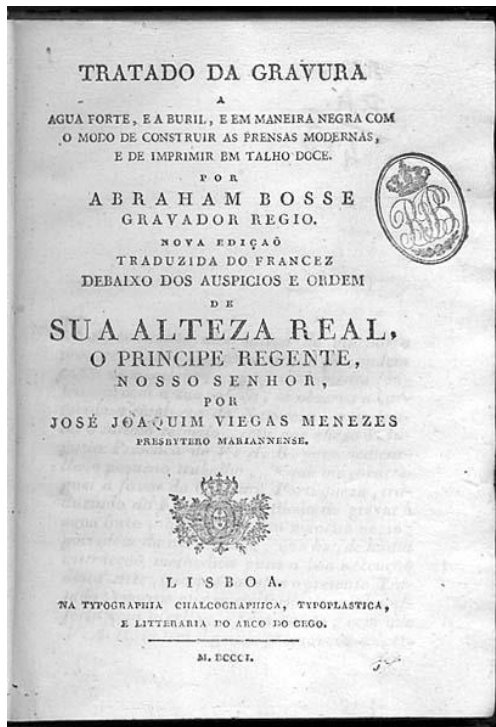 TRATADO DA GRAVURA
A
AGUA FORTE, E A BURIL, E EM MANEIRA NEGRA COM
O MODO DE CONSTRUIR AS PRENSAS MODERNAS,
E DE IMPRIMIR EM TALHO DOCE.
POR
ABRAHAM BOSSE
GRAVADOR REGIO.
NOVA EDIÇAÕ
TRADUZIDA DO FRANCEZ
DEBAIXO DOS AUSPICIOS E ORDEM
DE
SUA ALTEZA REAL,
O PRINCIPE REGENTE,
NOSSO SENHOR,
POR
JOSÉ JOAQUIM VIEGAS MENEZES
PRESBYTERO MARIANNENSE.
LISBOA.
NA TYPOGRAPHIA CHALCOGRAPHICA, TYPOPLASTICA,
E LITTERARIA DO ARCO DO CEGO.
M. DCCCI.